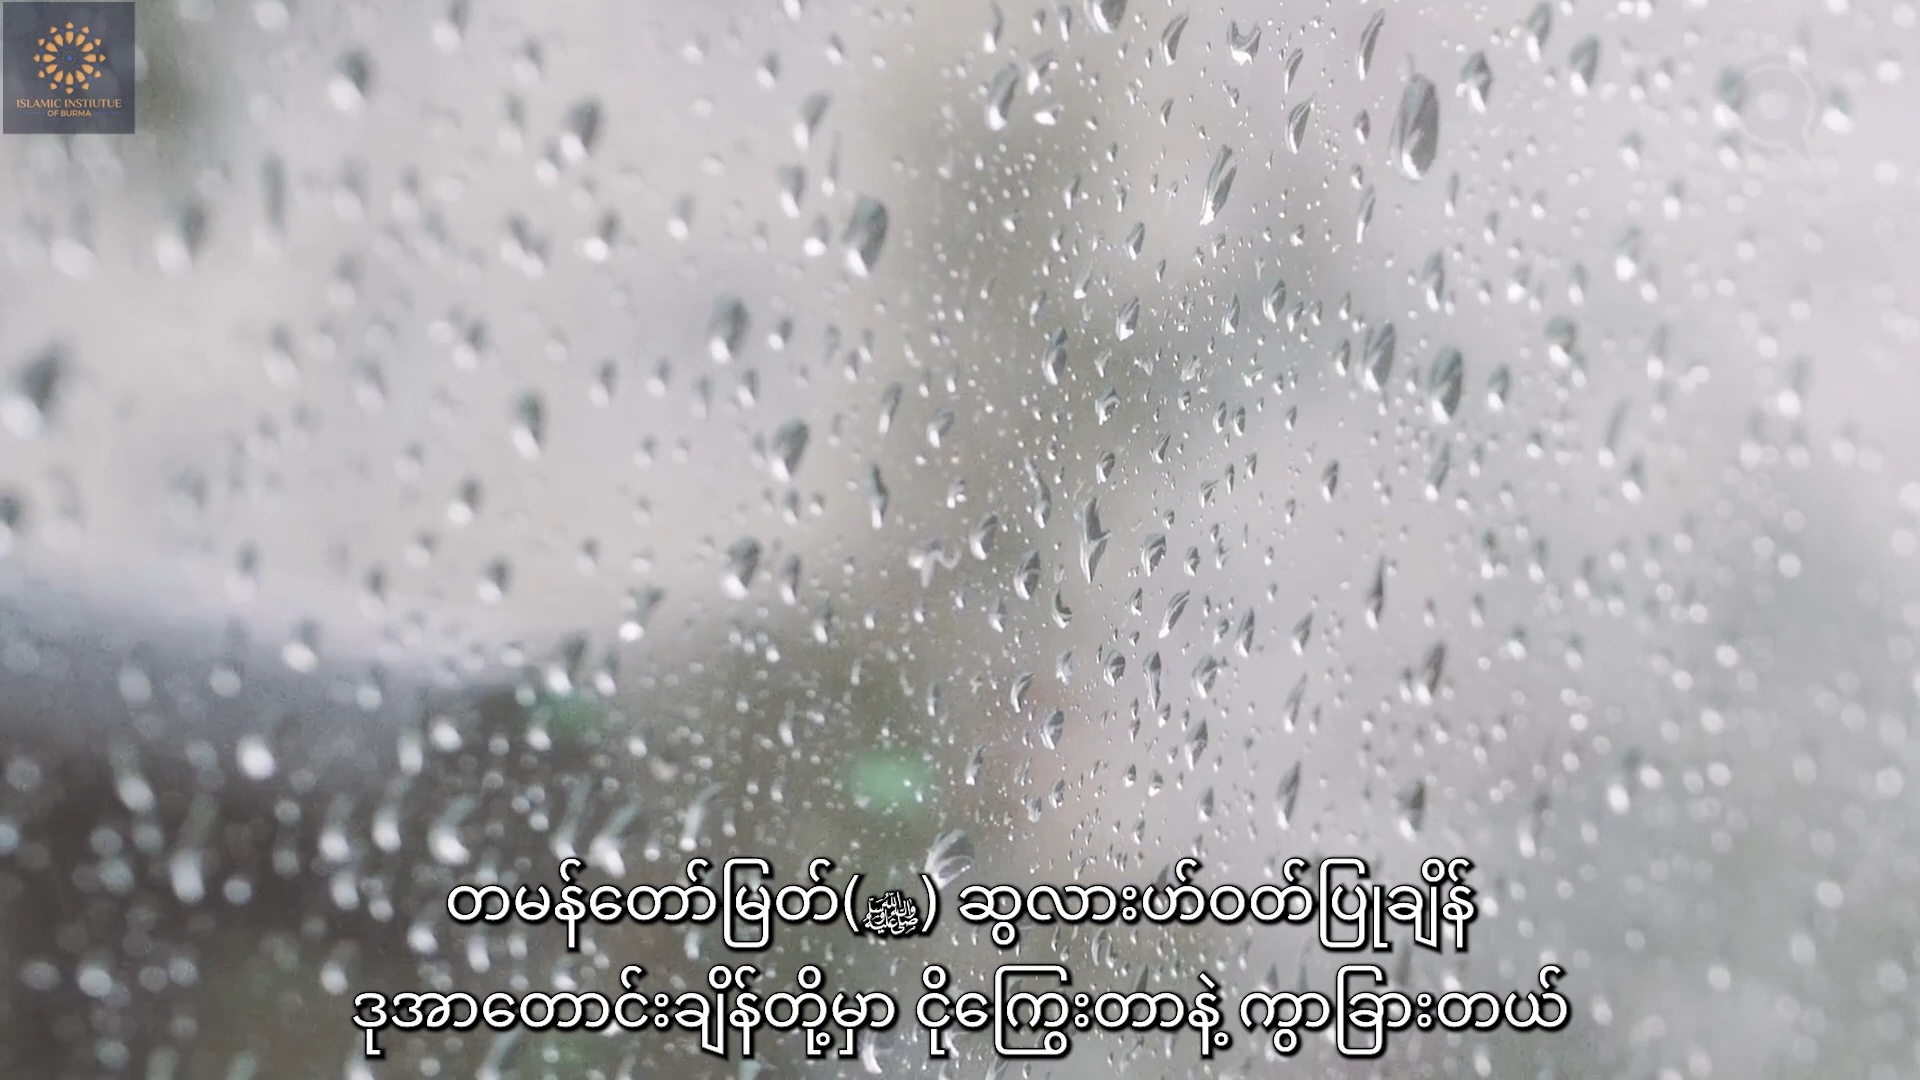 ISLAMIC INSTIUTUE
OF BURMA
တမန်တော်မြတ်(ﷺ) ဆွလားဟ်ဝတ်ပြုချိန်
ဒုအာတောင်းချိန်တို့မှာ ငိုကြွေးတာနဲ့ ကွာခြားတယ်